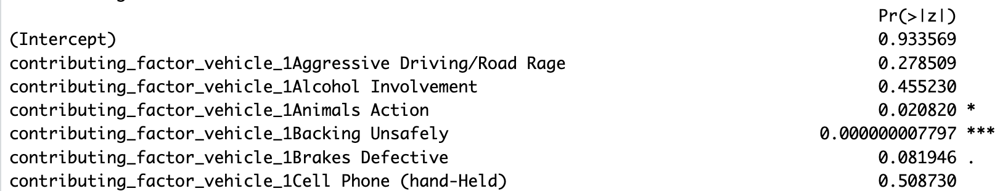 Pr(>|z|)
(Intercept) 0.933569
contributing_factor_vehicle_1Aggressive Driving/Road Rage 0.278509
contributing_factor_vehicle_1Alcohol Involvement 0.455230
contributing_factor_vehicle_1Animals Action 0.020820 *
contributing_factor_vehicle_1Backing Unsafely 0.000000007797 ***
contributing_factor_vehicle_1Brakes Defective 0.081946 .
contributing_factor_vehicle_1Cell Phone (hand-Held) 0.508730